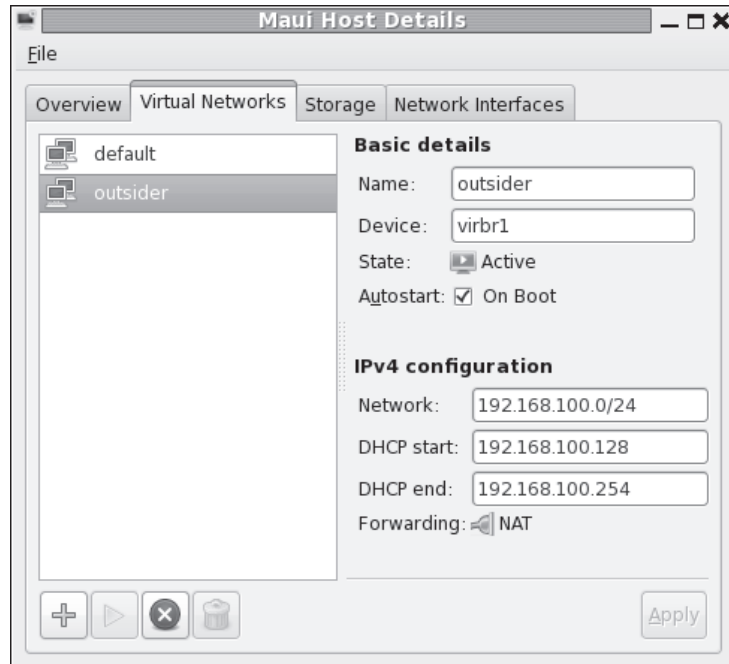 Maui Host Details
File
Overview Virtual Networks Storage Network Interfaces
default
outsider
Basic details
Name: outsider
Device: virbr1
State: Active
Autostart: On Boot
IPv4 configuration
Network: 192.168.100.0/24
DHCP start: 192.168.100.128
DHCP end: 192.168.100.254
Forwarding: NAT
Apply